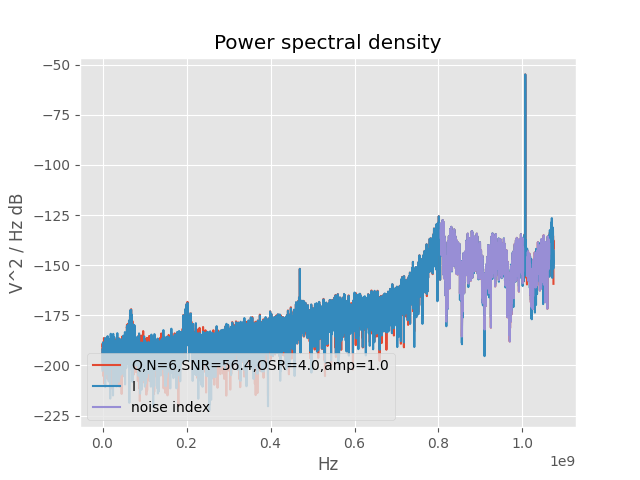 Power spectral density
V^2 / Hz dB
−50
−75
−100
−125
−150
−175
−200
−225
Q,N=6,SNR=56.4,OSR=4.0,amp=1.0
I
noise index
0.0 0.2 0.4 0.6 0.8 1.0
1e9
Hz